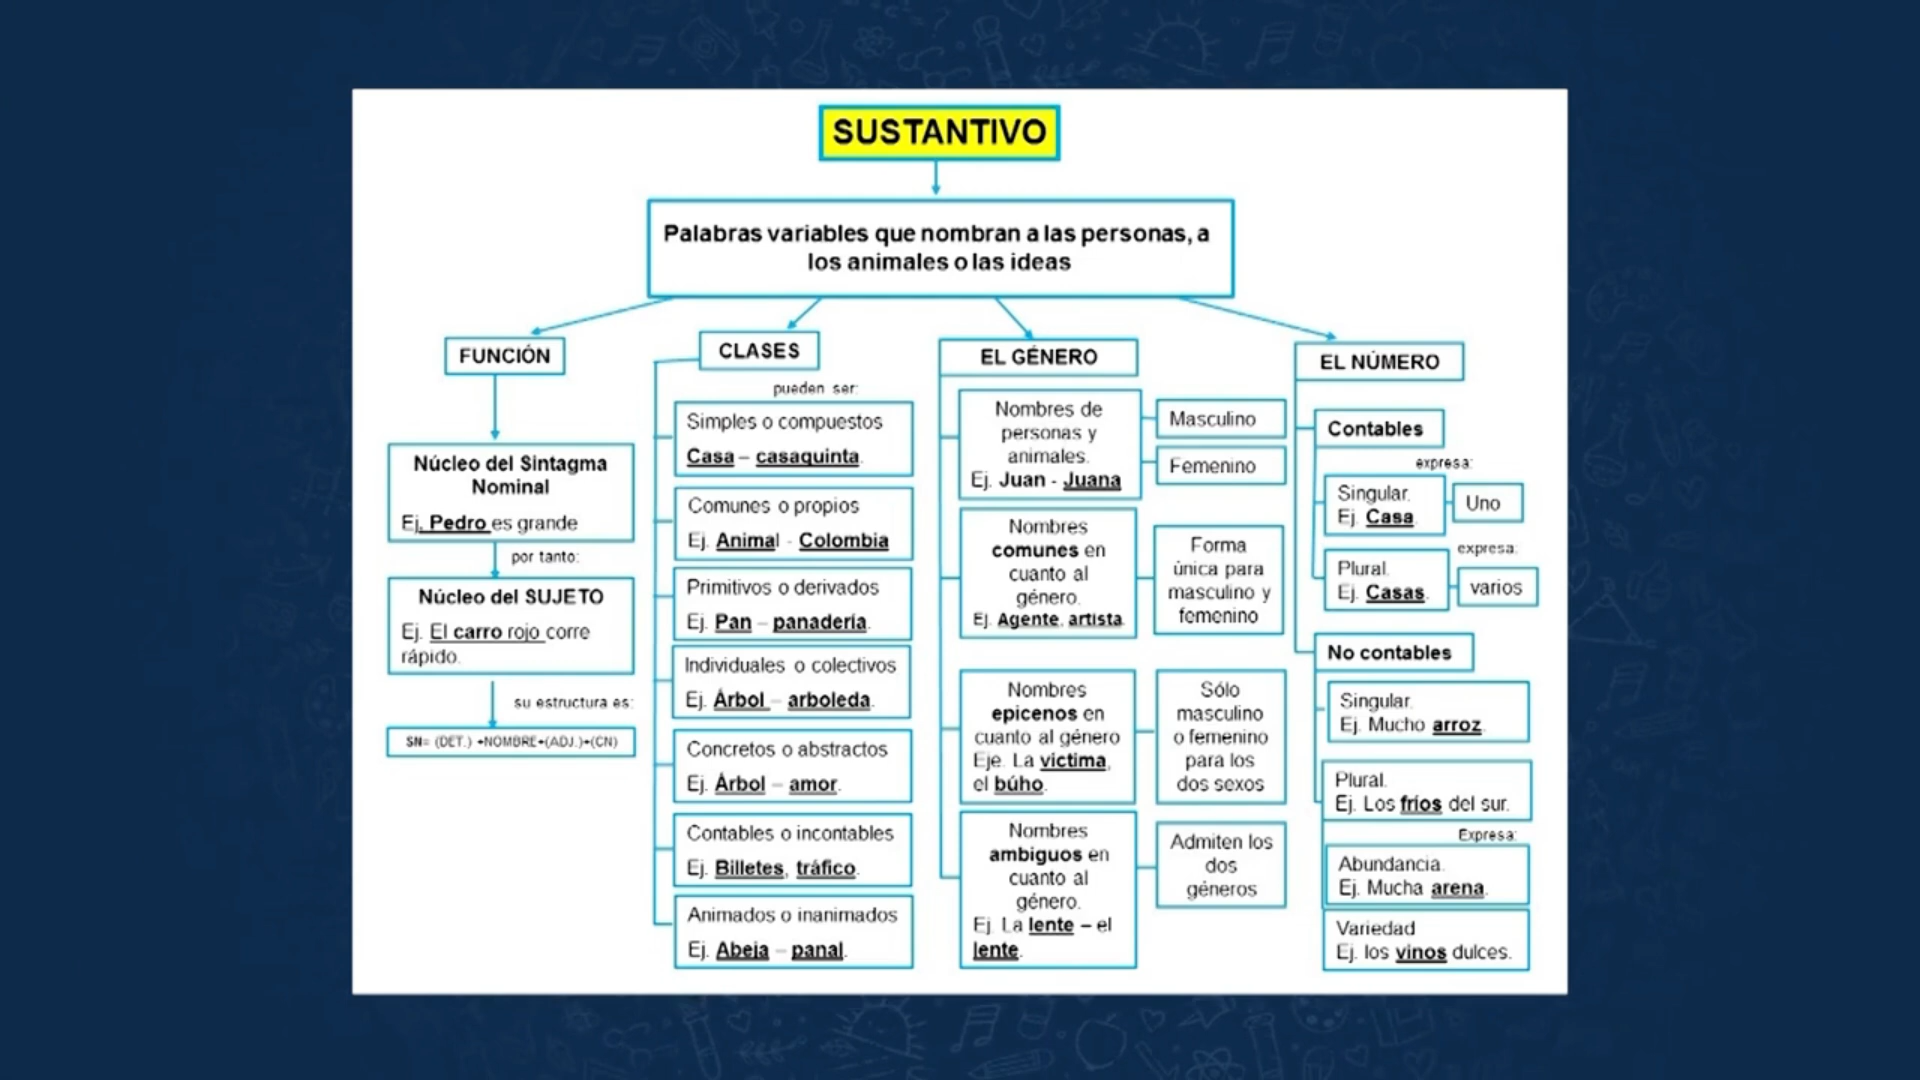 SUSTANTIVO
Palabras variables que nombran a las personas, a
los animales o las ideas
FUNCIÓN
Núcleo del Sintagma
Nominal
Ej. Pedro es grande
por tanto:
Núcleo del SUJETO
Ej. El carro rojo corre
rápido.
su estructura es:
SN= (DET.) +NOMBRE+(ADJ.)+(CN)
CLASES
pueden ser:
Simples o compuestos
Casa – casaquinta.
Comunes o propios
Ej. Animal - Colombia
Primitivos o derivados
Ej. Pan – panadería.
Individuales o colectivos
Ej. Árbol – arboleda.
Concretos o abstractos
Ej. Árbol – amor.
Contables o incontables
Ej. Billetes, tráfico.
Animados o inanimados
Ej. Abeja – panal.
EL GÉNERO
Nombres de
personas y
animales.
Ej. Juan - Juana
Masculino
Femenino
Nombres
comunes en
cuanto al
género.
Ej. Agente. artista.
Forma
única para
masculino y
femenino
Nombres
epicenos en
cuanto al género
Eje. La victima,
el búho.
Sólo
masculino
o femenino
para los
dos sexos
Nombres
ambiguos en
cuanto al
género.
Ej. La lente – el
lente.
Admiten los
dos
géneros
EL NÚMERO
Contables
expresa:
Singular.
Ej. Casa.
Uno
expresa:
Plural.
Ej. Casas.
varios
No contables
Singular.
Ej. Mucho arroz.
Plural.
Ej. Los fríos del sur.
Expresa:
Abundancia.
Ej. Mucha arena.
Variedad
Ej. los vinos dulces.